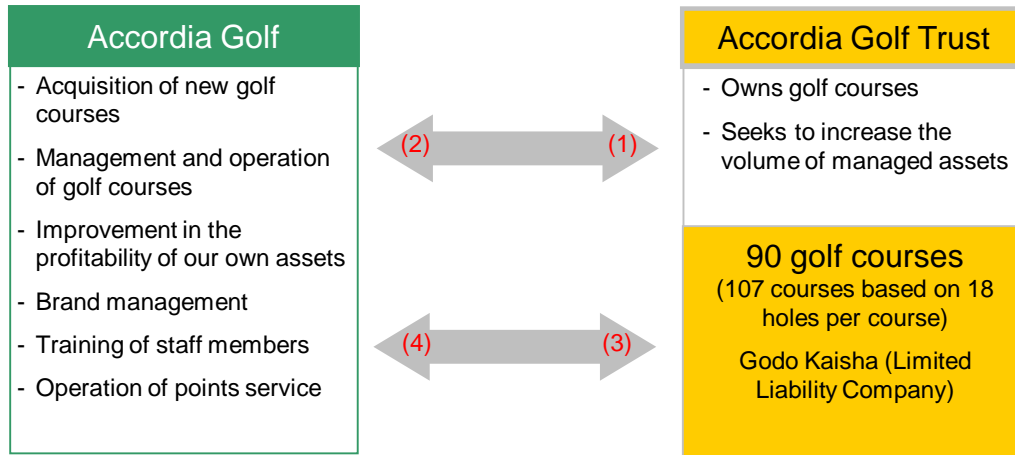 Accordia Golf
- Acquisition of new golf
courses
- Management and operation
of golf courses
- Improvement in the
profitability of our own assets
- Brand management
- Training of staff members
- Operation of points service
(2)
(1)
(4)
(3)
Accordia Golf Trust
- Owns golf courses
- Seeks to increase the
volume of managed assets
90 golf courses
(107 courses based on 18
holes per course)
Godo Kaisha (Limited
Liability Company)